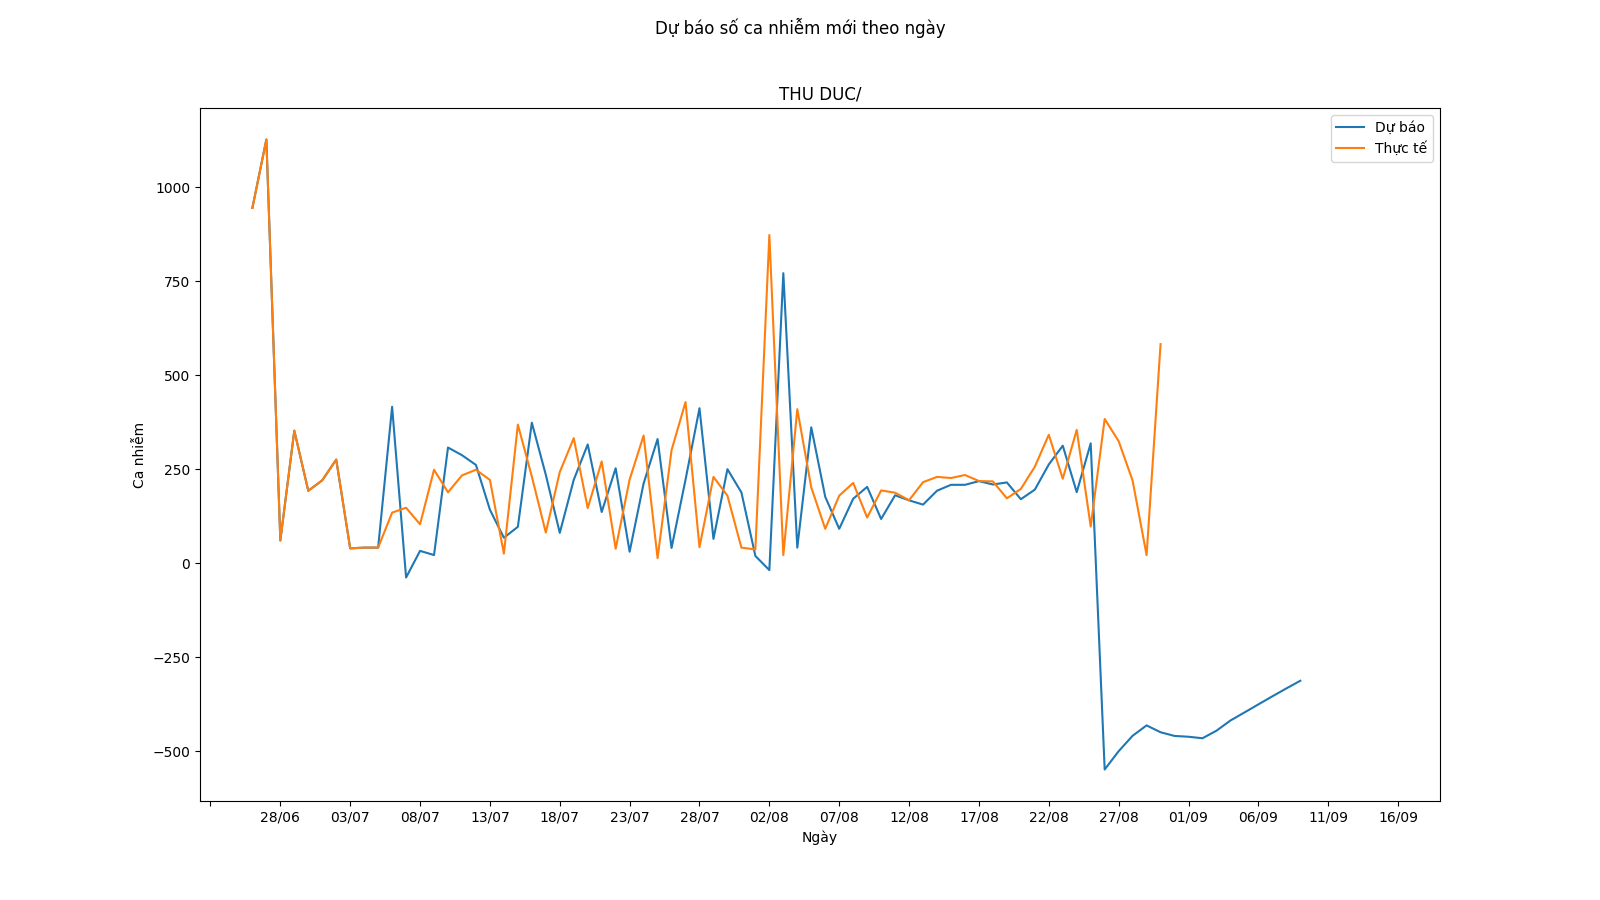 Dự báo số ca nhiễm mới theo ngày
THU DUC/
Dự báo
Thực tế
1000
750
500
250
0
−250
−500
Ca nhiễm
28/06 03/07 08/07 13/07 18/07 23/07 28/07 02/08 07/08 12/08 17/08 22/08 27/08 01/09 06/09 11/09 16/09
Ngày